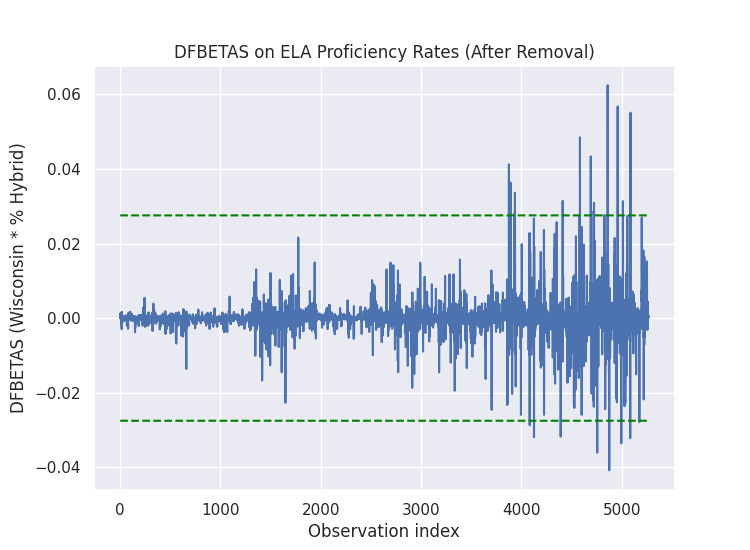 DFBETAS on ELA Proficiency Rates (After Removal)
DFBETAS (Wisconsin * % Hybrid)
0.06
0.04
0.02
0.00
−0.02
−0.04
0 1000 2000 3000 4000 5000
Observation index